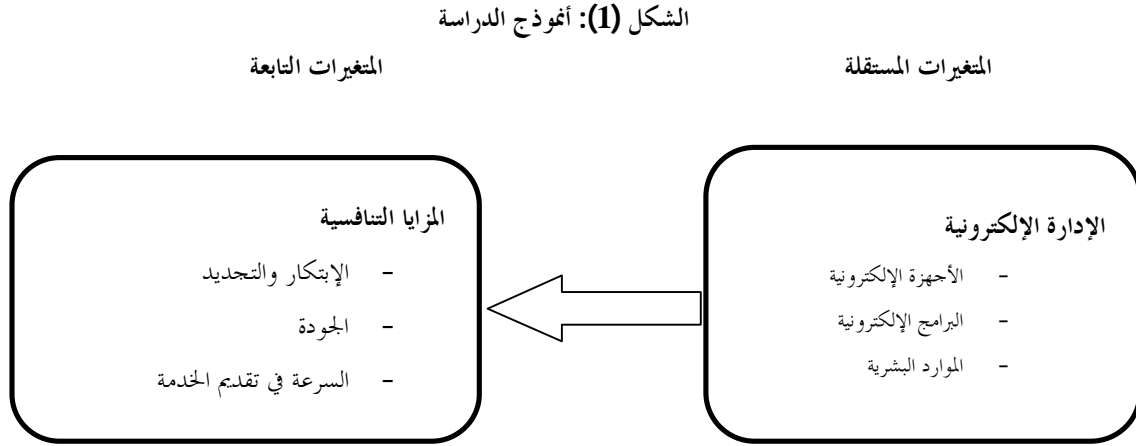 الشكل (1): أنموذج الدراسة
المتغيرات المستقلة
المتغيرات التابعة
الإدارة الإلكترونية
- الأجهزة الإلكترونية
- البرامج الإلكترونية
- الموارد البشرية
المزايا التنافسية
- الإبتكار والتجديد
- الجودة
- السرعة في تقديم الخدمة